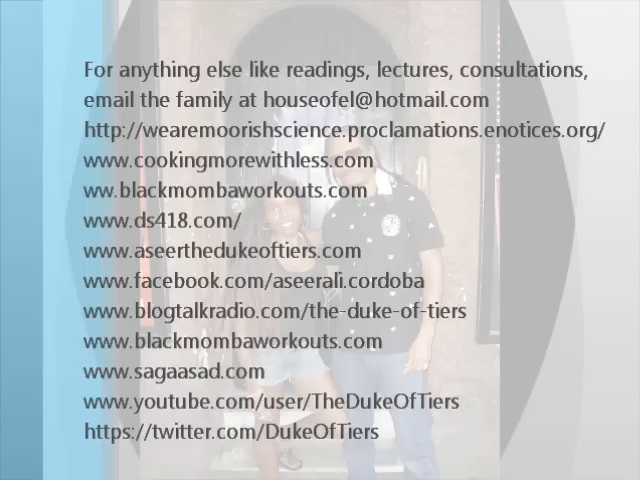 For anything else like readings, lectures, consultations,
email the family at houseofel@hotmail.com
http://wearemoorishscience.proclamations.enotices.org/
www.cookingmorewithless.com
ww.blackmombaworkouts.com
www.ds418.com/
www.aseerthedukeoftiers.com
www.facebook.com/aseerali.cordoba
www.blogtalkradio.com/the-duke-of-tiers
www.blackmombaworkouts.com
www.sagaasad.com
www.youtube.com/user/TheDukeOfTiers
https://twitter.com/DukeOfTiers